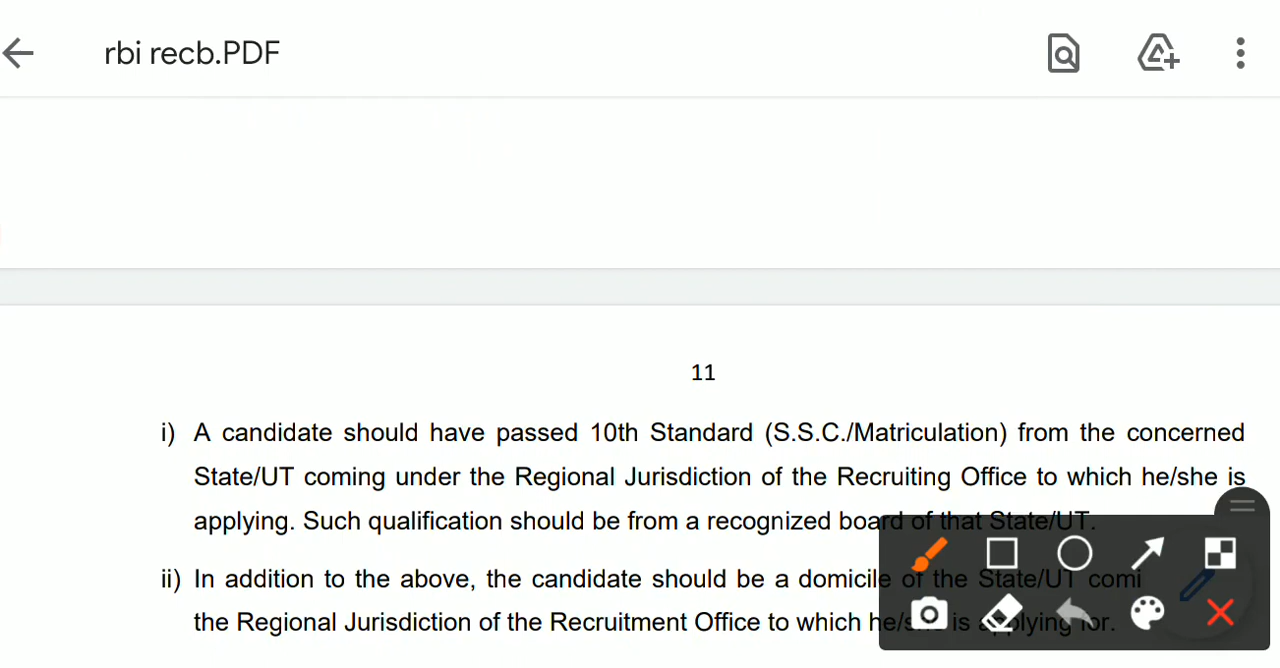 rbi recb.PDF
11
i) A candidate should have passed 10th Standard (S.S.C./Matriculation) from the concerned
State/UT coming under the Regional Jurisdiction of the Recruiting Office to which he/she is
applying. Such qualification should be from a recognized board of that State/UT.
ii) In addition to the above, the candidate should be a domicile of the State/UT
the Regional Jurisdiction of the Recruitment Office to which is for.